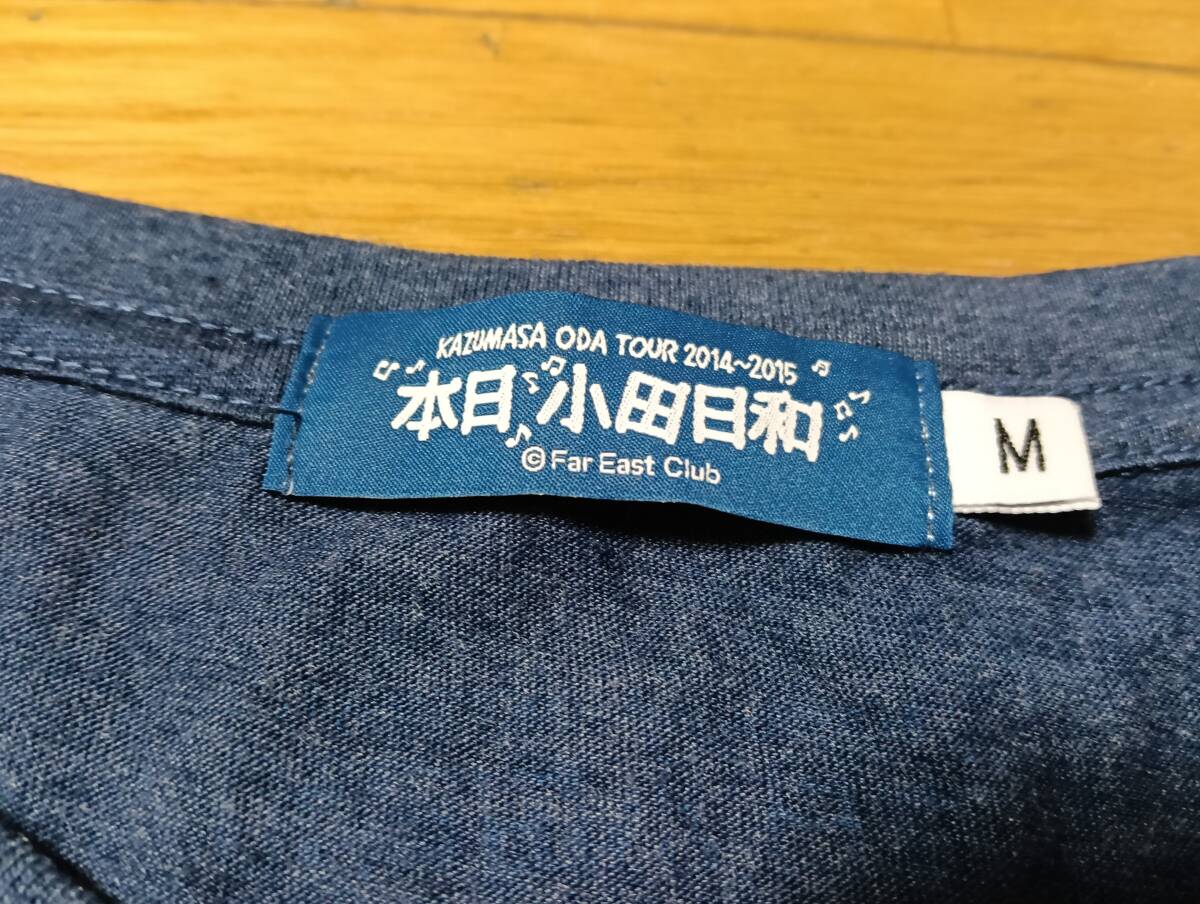 KAZUMASA ODA TOUR 2014~2015
本日 小田日和
© Far East Club
M